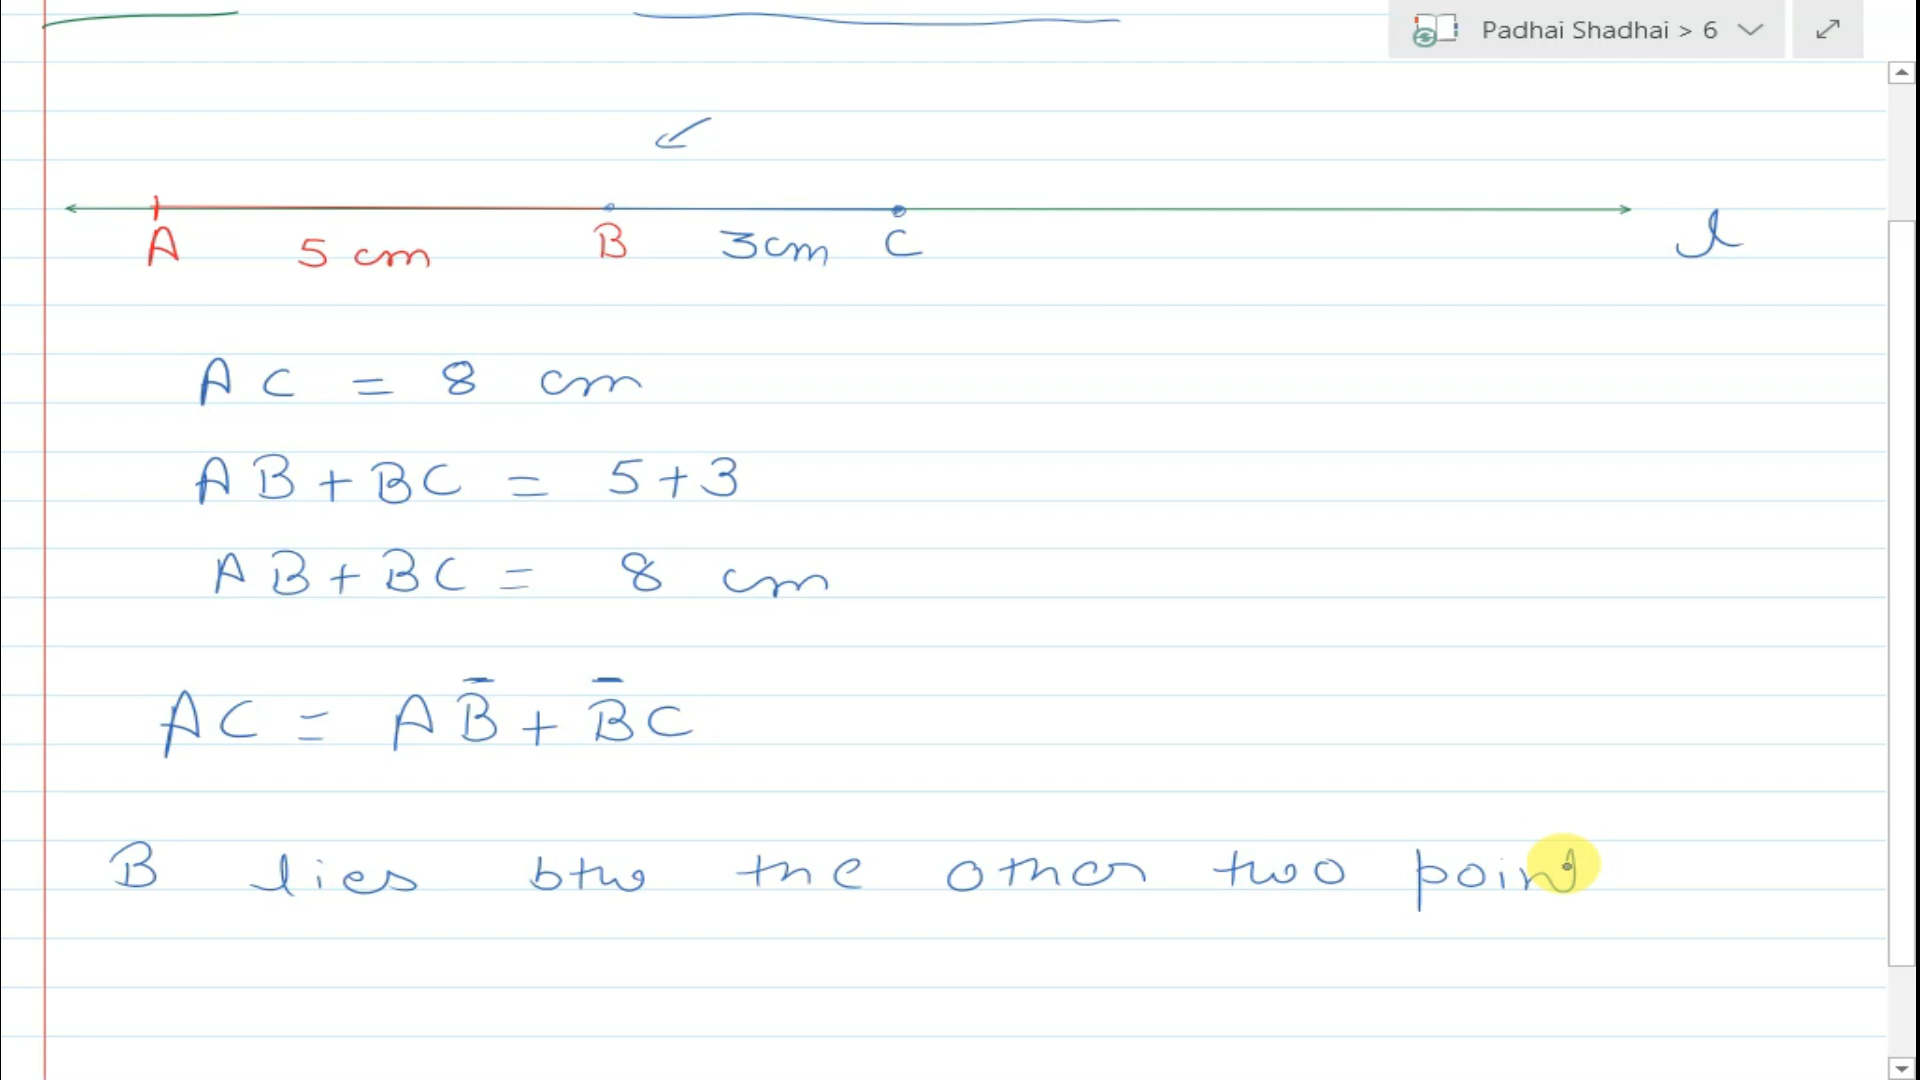 Padhai Shadhai > 6
A 5 cm B 3cm C l
AC = 8 cm
AB + BC = 5 + 3
AB + BC = 8 cm
AC = AB̄ + B̄C
B lies btw the other two point